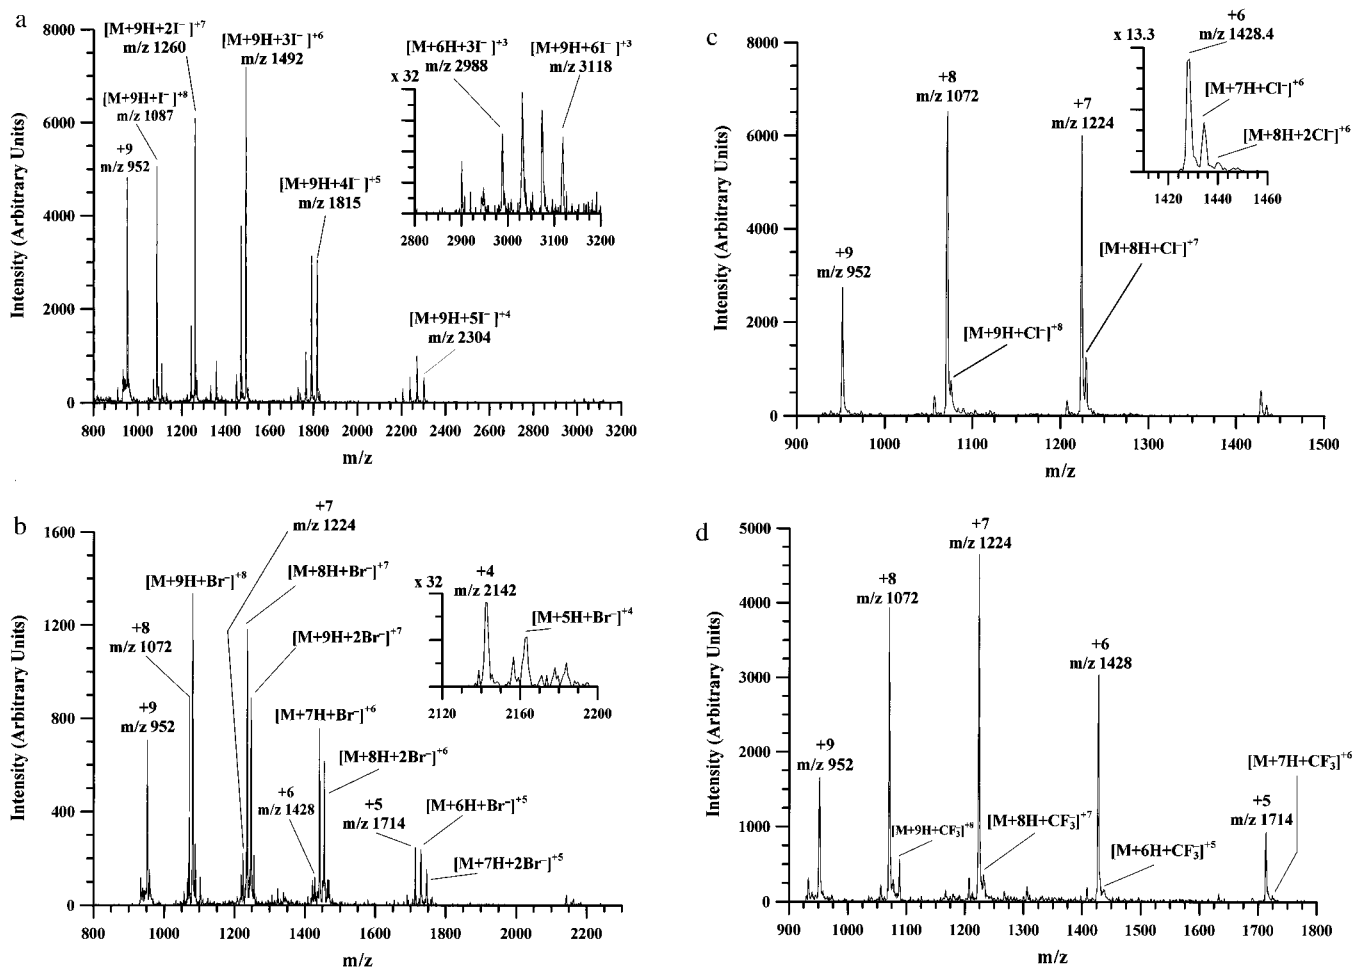 a
Intensity (Arbitrary Units)
8000
6000
4000
2000
0
[M+9H+2I⁻]⁺⁷
m/z 1260
[M+9H+3I⁻]⁺⁶
m/z 1492
[M+9H+I⁻]⁺⁸
m/z 1087
+9
m/z 952
[M+9H+4I⁻]⁺⁵
m/z 1815
[M+9H+5I⁻]⁺⁴
m/z 2304
x 32
[M+6H+3I⁻]⁺³
m/z 2988
[M+9H+6I⁻]⁺³
m/z 3118
2800 2900 3000 3100 3200
800 1200 1600 2000 2400 2800 3200
800 1000 1200 1400 1600 1800 2000 2200 2400 2600 2800 3000 3200
m/z
c
Intensity (Arbitrary Units)
8000
6000
4000
2000
0
+9
m/z 952
+8
m/z 1072
+7
m/z 1224
[M+9H+Cl⁻]⁺⁸
[M+8H+Cl⁻]⁺⁷
x 13.3
+6
m/z 1428.4
[M+7H+Cl⁻]⁺⁶
[M+8H+2Cl⁻]⁺⁶
1420 1440 1460
900 1000 1100 1200 1300 1400 1500
m/z
b
Intensity (Arbitrary Units)
1600
1200
800
400
0
+7
m/z 1224
[M+9H+Br⁻]⁺⁸
[M+8H+Br⁻]⁺⁷
+8
m/z 1072
[M+9H+2Br⁻]⁺⁷
+9
m/z 952
[M+7H+Br⁻]⁺⁶
[M+8H+2Br⁻]⁺⁶
+6
m/z 1428
+5
m/z 1714
[M+6H+Br⁻]⁺⁵
[M+7H+2Br⁻]⁺⁵
x 32
+4
m/z 2142
[M+5H+Br⁻]⁺⁴
2120 2160 2200
800 1000 1200 1400 1600 1800 2000 2200
m/z
d
Intensity (Arbitrary Units)
5000
4000
3000
2000
1000
0
+7
m/z 1224
+8
m/z 1072
+6
m/z 1428
+9
m/z 952
[M+7H+CF₃⁻]⁺⁶
+5
m/z 1714
[M+9H+CF₃⁻]⁺⁸
[M+8H+CF₃⁻]⁺⁷
[M+6H+CF₃⁻]⁺⁵
900 1000 1100 1200 1300 1400 1500 1600 1700 1800
m/z